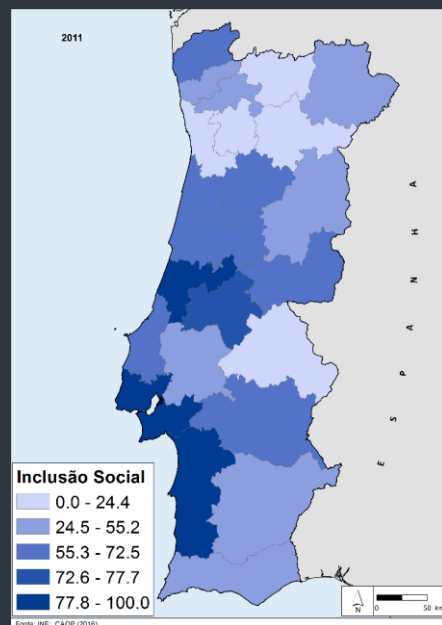 2011
E S P A N H A
Inclusão Social
0.0 - 24.4
24.5 - 55.2
55.3 - 72.5
72.6 - 77.7
77.8 - 100.0
N
0 50 km
Fonte: INE; CAOP (2016)